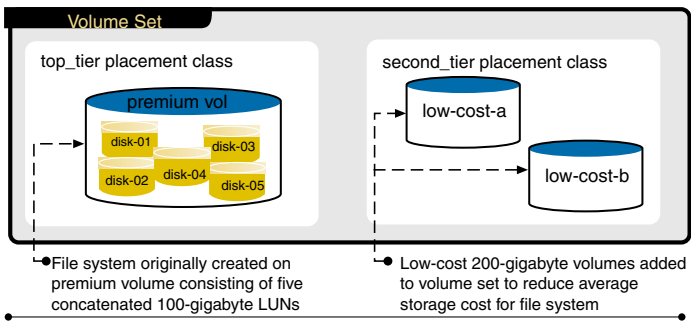 Volume Set
top_tier placement class
premium vol
disk-01
disk-03
disk-02
disk-04
disk-05
File system originally created on
premium volume consisting of five
concatenated 100-gigabyte LUNs
second_tier placement class
low-cost-a
low-cost-b
Low-cost 200-gigabyte volumes added
to volume set to reduce average
storage cost for file system